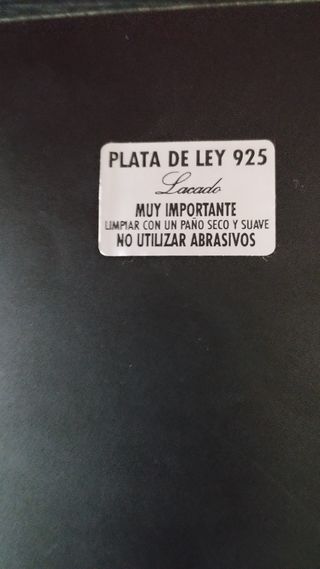 PLATA DE LEY 925
Lacado
MUY IMPORTANTE
LIMPIAR CON UN PAÑO SECO Y SUAVE
NO UTILIZAR ABRASIVOS